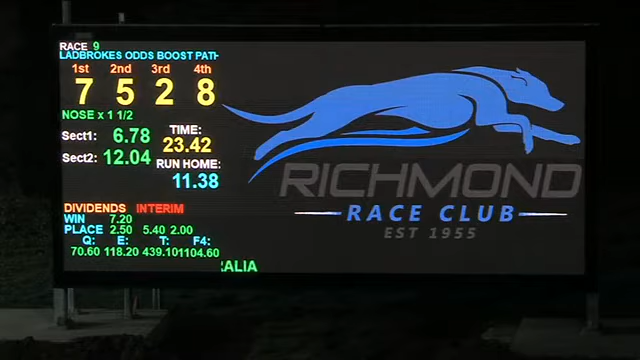 RACE 9
LADBROKES ODDS BOOST PATH
1st 2nd 3rd 4th
7 5 2 8
NOSE x 1 1/2
Sect1: 6.78 TIME:
23.42
Sect2: 12.04 RUN HOME:
11.38
DIVIDENDS INTERIM
WIN 7.20
PLACE 2.50 5.40 2.00
Q: E: T: F4:
70.60 118.20 439.10 1104.60
RALIA
RICHMOND
RACE CLUB
EST 1955